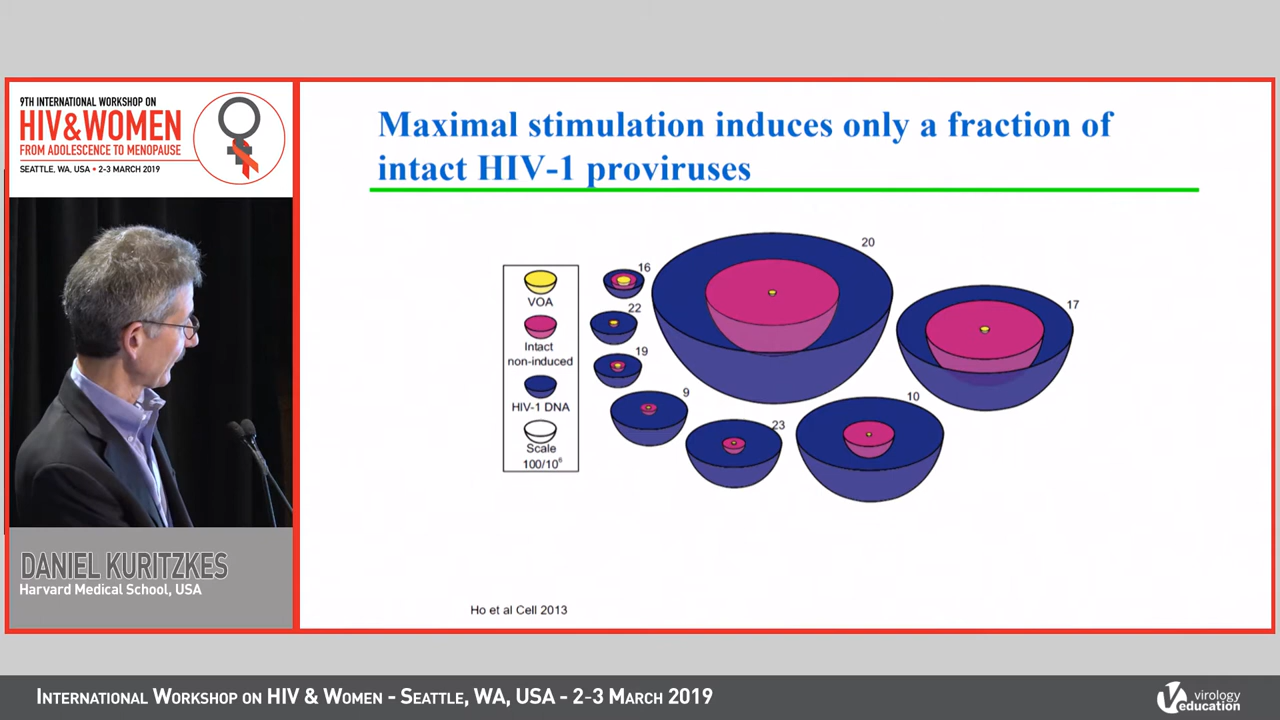 9TH INTERNATIONAL WORKSHOP ON
HIV&WOMEN
FROM ADOLESCENCE TO MENOPAUSE
SEATTLE, WA, USA • 2-3 MARCH 2019
Maximal stimulation induces only a fraction of
intact HIV-1 proviruses
VOA
Intact
non-induced
HIV-1 DNA
Scale
100/10⁶
16
22
19
9
23
20
10
17
Ho et al Cell 2013
DANIEL KURITZKES
Harvard Medical School, USA
INTERNATIONAL WORKSHOP ON HIV & WOMEN - SEATTLE, WA, USA - 2-3 MARCH 2019
virology
education